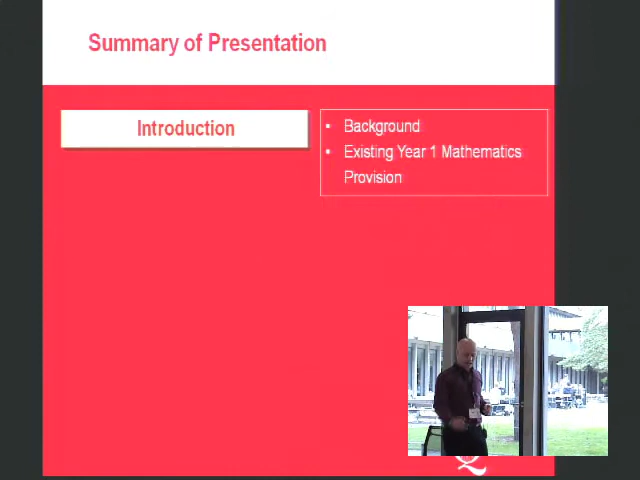 Summary of Presentation
Introduction
• Background
• Existing Year 1 Mathematics
Provision